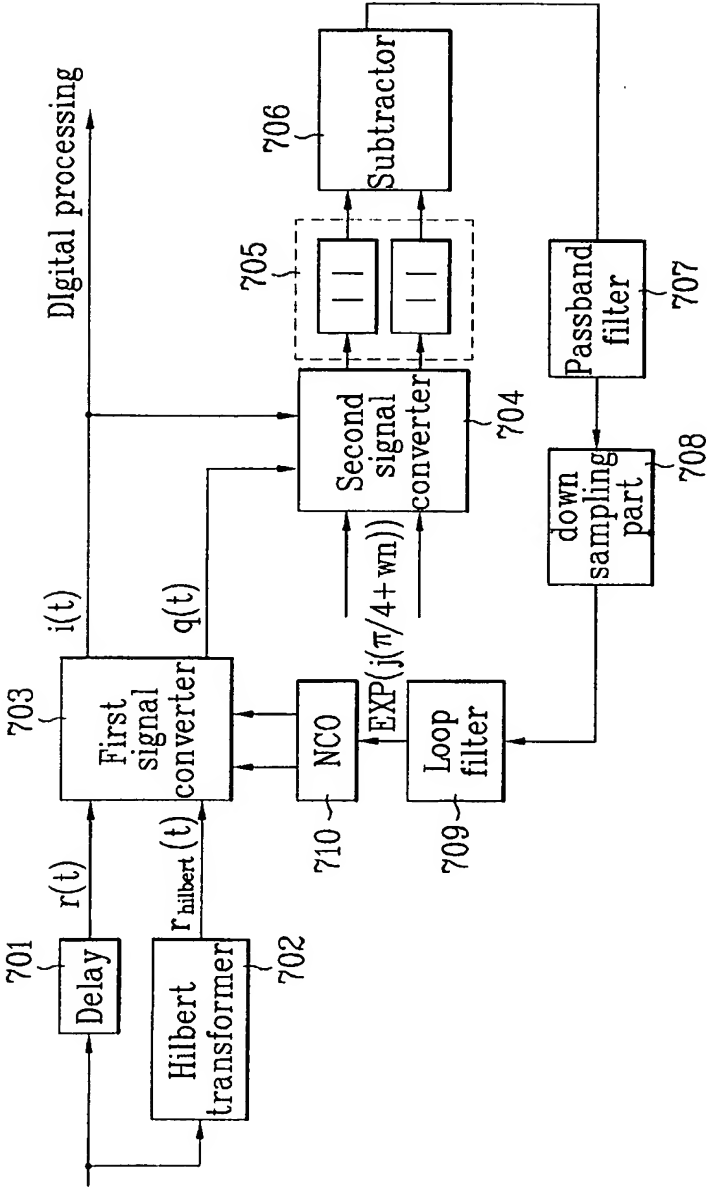 701
Delay
r(t)
Hilbert
transformer
702
r hilbert (t)
703
First
signal
converter
i(t)
q(t)
DIgital processing
NCO
710
EXP(j(π/4+wn))
Loop
filter
709
Second
signal
converter
704
705
| |
| |
706
Subtractor
Passband
filter
707
down
sampling
part
708